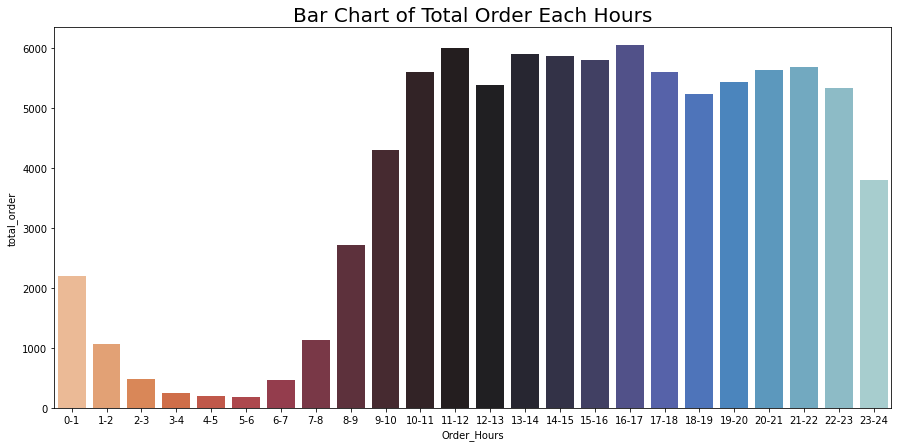 Bar Chart of Total Order Each Hours
6000
5000
4000
3000
2000
1000
0
total_order
0-1 1-2 2-3 3-4 4-5 5-6 6-7 7-8 8-9 9-10 10-11 11-12 12-13 13-14 14-15 15-16 16-17 17-18 18-19 19-20 20-21 21-22 22-23 23-24
Order_Hours